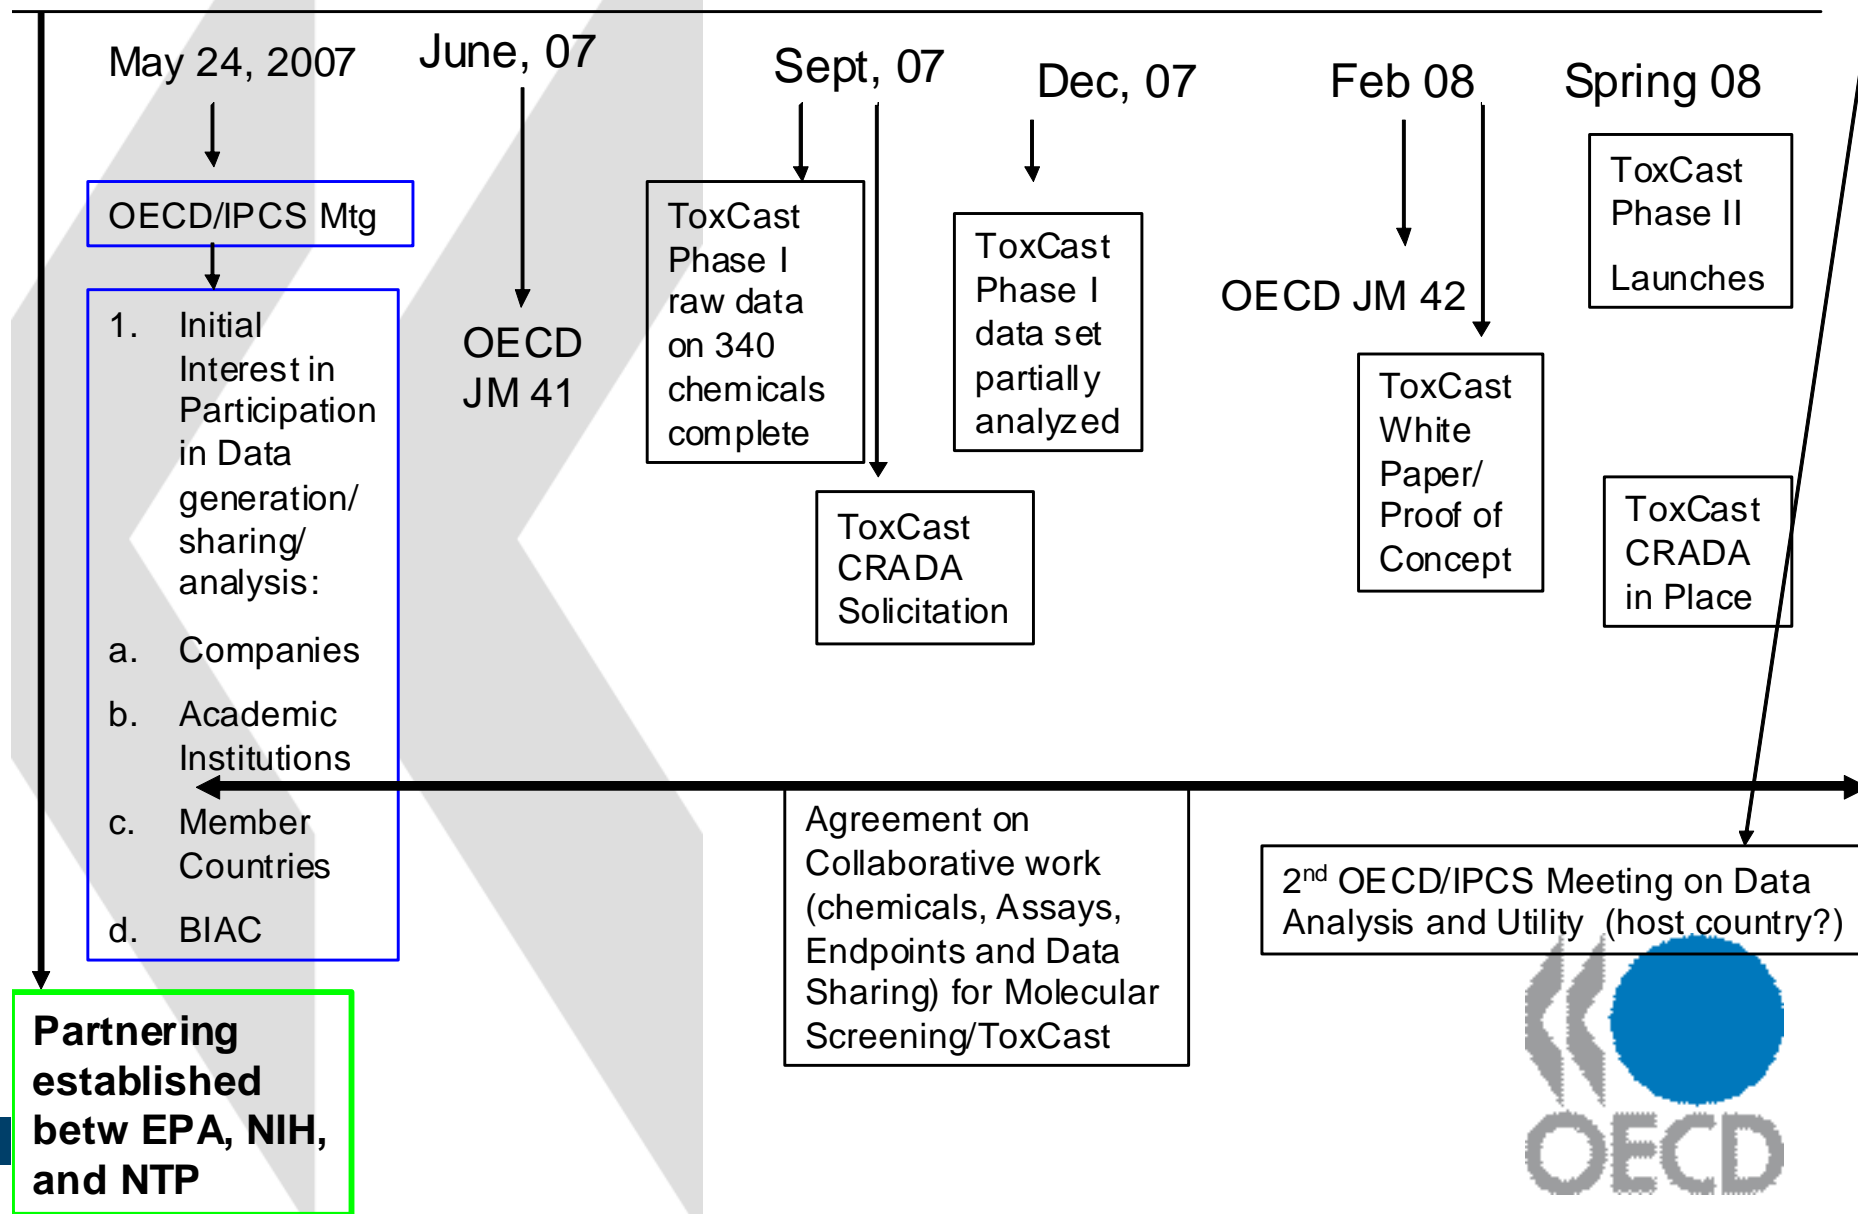 May 24, 2007
June, 07
Sept, 07
Dec, 07
Feb 08
Spring 08
OECD/IPCS Mtg
1. Initial
Interest in
Participation
in Data
generation/
sharing/
analysis:
a. Companies
b. Academic
Institutions
c. Member
Countries
d. BIAC
Partnering
established
betw EPA, NIH,
and NTP
OECD
JM 41
ToxCast
Phase I
raw data
on 340
chemicals
complete
ToxCast
CRADA
Solicitation
ToxCast
Phase I
data set
partially
analyzed
OECD JM 42
ToxCast
White
Paper/
Proof of
Concept
ToxCast
Phase II
Launches
ToxCast
CRADA
in Place
Agreement on
Collaborative work
(chemicals, Assays,
Endpoints and Data
Sharing) for Molecular
Screening/ToxCast
2nd OECD/IPCS Meeting on Data
Analysis and Utility (host country?)
OECD